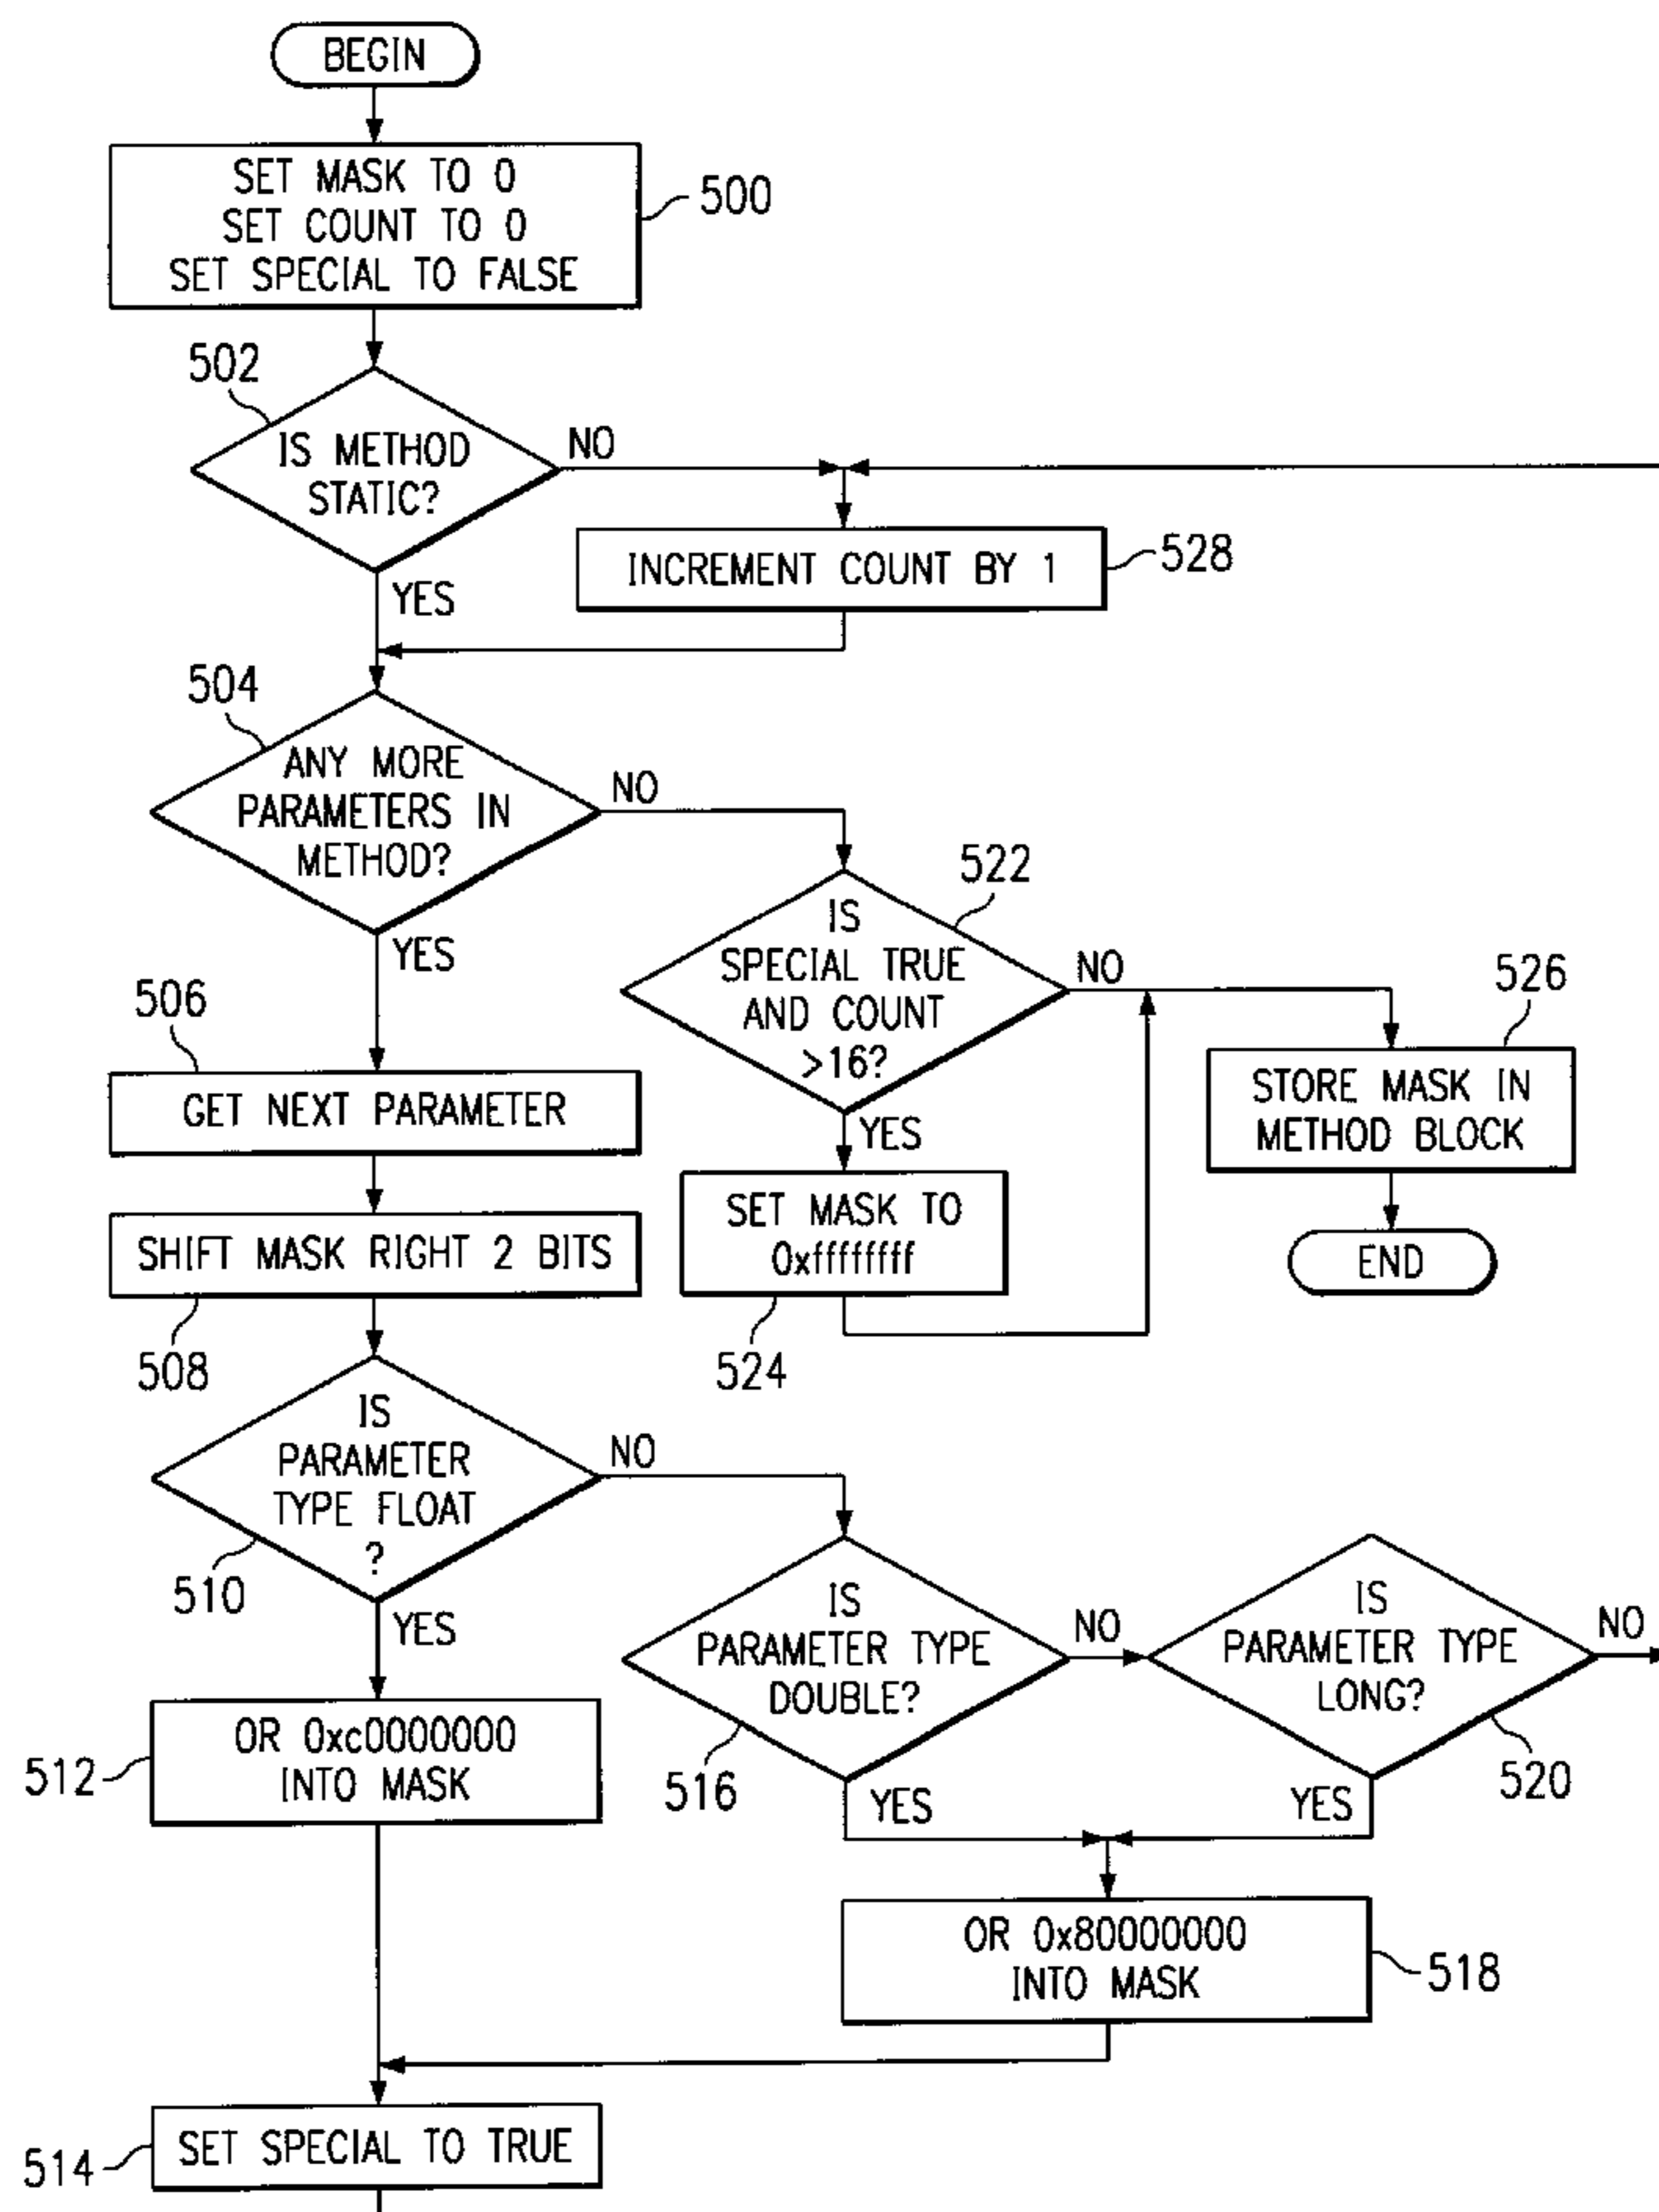 BEGIN
SET MASK TO 0
SET COUNT TO 0
SET SPECIAL TO FALSE
500
502
IS METHOD
STATIC?
NO
YES
INCREMENT COUNT BY 1
528
504
ANY MORE
PARAMETERS IN
METHOD?
NO
YES
522
IS
SPECIAL TRUE
AND COUNT
>16?
NO
YES
526
STORE MASK IN
METHOD BLOCK
END
506
GET NEXT PARAMETER
SET MASK TO
0xffffffff
524
SHIFT MASK RIGHT 2 BITS
508
IS
PARAMETER
TYPE FLOAT
?
510
NO
YES
IS
PARAMETER TYPE
DOUBLE?
516
NO
YES
IS
PARAMETER TYPE
LONG?
520
NO
YES
OR 0xc0000000
INTO MASK
512
OR 0x80000000
INTO MASK
518
SET SPECIAL TO TRUE
514